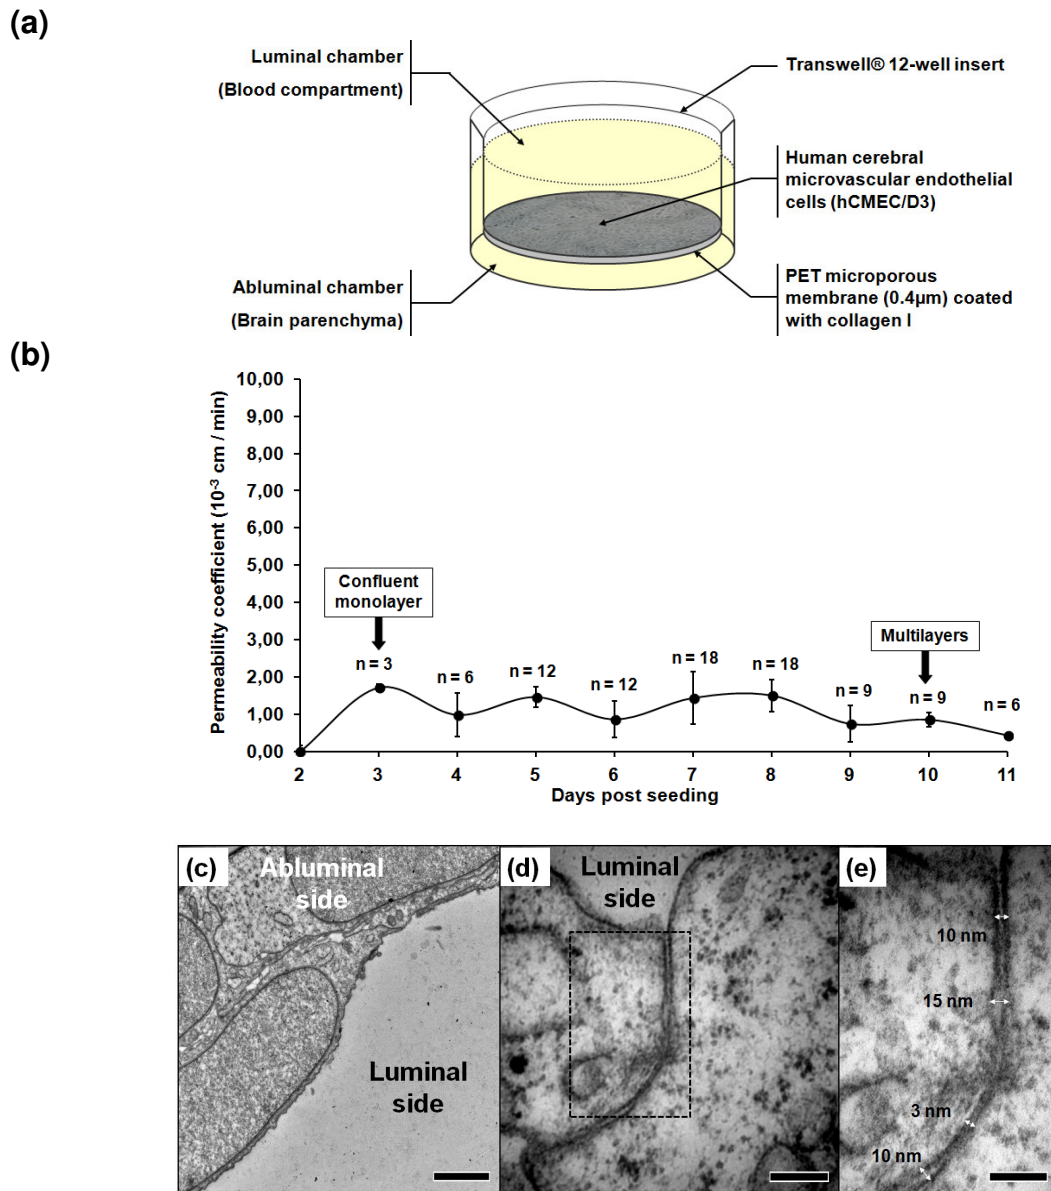 (a)
Luminal chamber
(Blood compartment)
Transwell® 12-well insert
Human cerebral
microvascular endothelial
cells (hCMEC/D3)
Abluminal chamber
(Brain parenchyma)
PET microporous
membrane (0.4µm) coated
with collagen I
(b)
Permeability coefficient (10-3 cm / min)
10,00
9,00
8,00
7,00
6,00
5,00
4,00
3,00
2,00
1,00
0,00
Confluent
monolayer
Multilayers
n = 3
n = 6
n = 12
n = 12
n = 18
n = 18
n = 9
n = 9
n = 6
2 3 4 5 6 7 8 9 10 11
Days post seeding
(c)
Abluminal
side
Luminal
side
(d)
Luminal
side
(e)
10 nm
15 nm
3 nm
10 nm